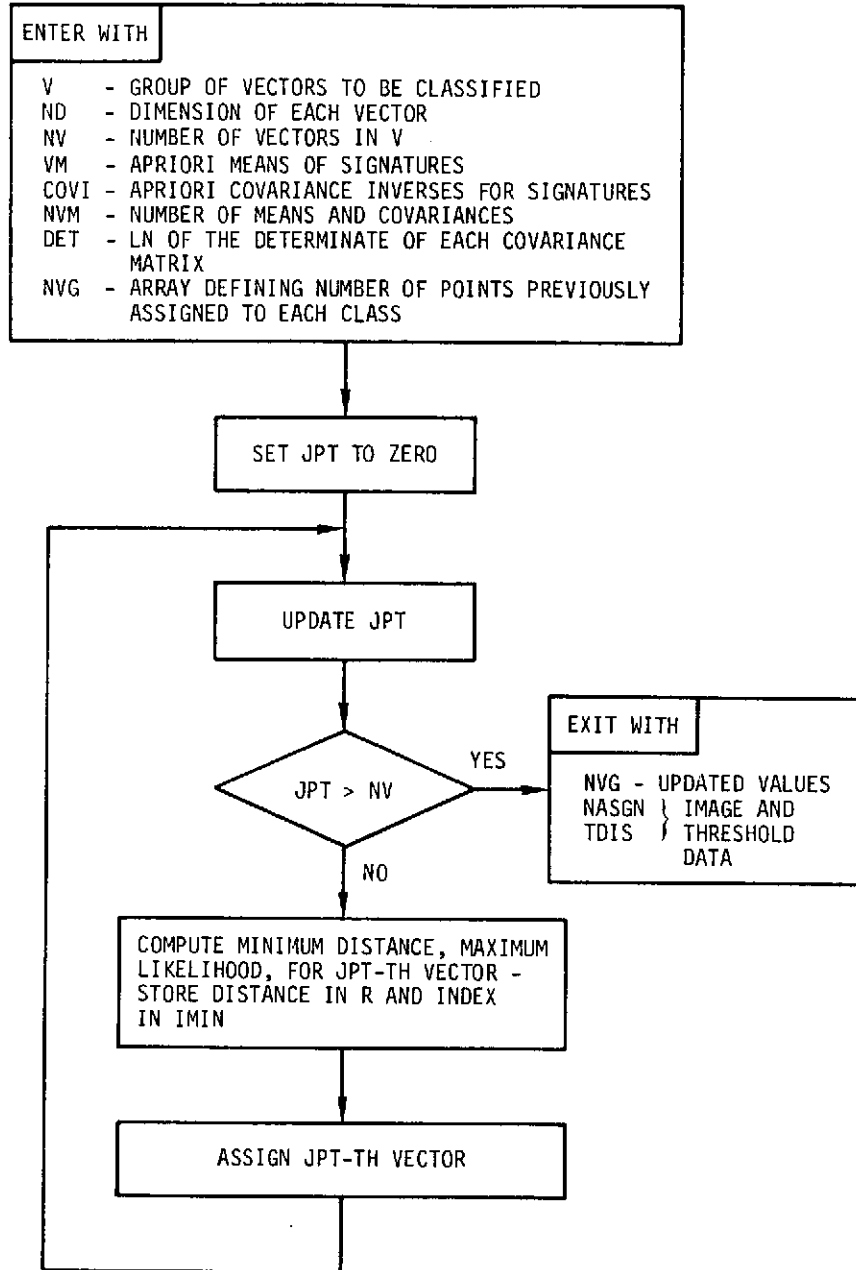 ENTER WITH
V - GROUP OF VECTORS TO BE CLASSIFIED
ND - DIMENSION OF EACH VECTOR
NV - NUMBER OF VECTORS IN V
VM - APRIORI MEANS OF SIGNATURES
COVI - APRIORI COVARIANCE INVERSES FOR SIGNATURES
NVM - NUMBER OF MEANS AND COVARIANCES
DET - LN OF THE DETERMINATE OF EACH COVARIANCE
MATRIX
NVG - ARRAY DEFINING NUMBER OF POINTS PREVIOUSLY
ASSIGNED TO EACH CLASS
SET JPT TO ZERO
UPDATE JPT
JPT > NV
YES
EXIT WITH
NVG - UPDATED VALUES
NASGN } IMAGE AND
TDIS } THRESHOLD
DATA
NO
COMPUTE MINIMUM DISTANCE, MAXIMUM
LIKELIHOOD, FOR JPT-TH VECTOR -
STORE DISTANCE IN R AND INDEX
IN IMIN
ASSIGN JPT-TH VECTOR